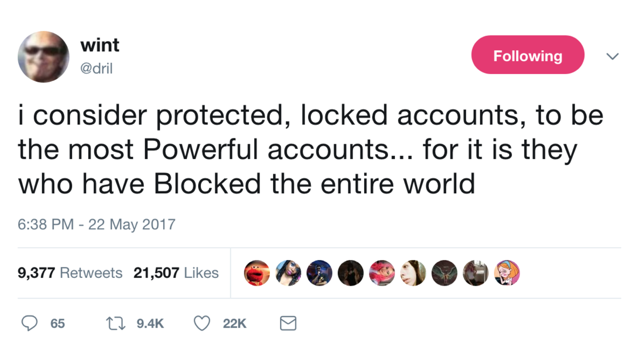 wint
@dril
Following
i consider protected, locked accounts, to be
the most Powerful accounts... for it is they
who have Blocked the entire world
6:38 PM - 22 May 2017
9,377 Retweets 21,507 Likes
65 9.4K 22K